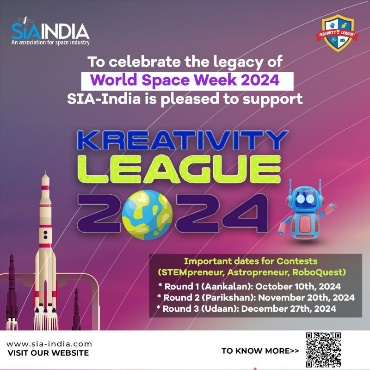 SIAINDIA
An association for space industry
To celebrate the legacy of
World Space Week 2024
SIA-India is pleased to support
KREATIVITY
LEAGUE
2024
Important dates for Contests
(STEMpreneur, Astropreneur, RoboQuest)
* Round 1 (Aankalan): October 10th, 2024
* Round 2 (Parikshan): November 20th, 2024
* Round 3 (Udaan): December 27th, 2024
www.sia-india.com
VISIT OUR WEBSITE
TO KNOW MORE>>